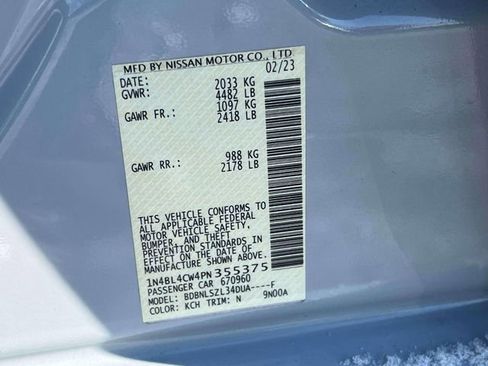 MFD BY NISSAN MOTOR CO., LTD
DATE: 02/23
GVWR: 2033 KG
4482 LB
GAWR FR.: 1097 KG
2418 LB
GAWR RR.: 988 KG
2178 LB
THIS VEHICLE CONFORMS TO
ALL APPLICABLE FEDERAL
MOTOR VEHICLE SAFETY,
BUMPER, AND THEFT PREVENTION
STANDARDS IN EFFECT ON THE
DATE OF MANUFACTURE SHOWN ABOVE.
1N4BL4CW4PN355375
PASSENGER CAR 670960
MODEL: BDBNLSZL34DUA----F
COLOR: KCH TRIM: N 9N00A